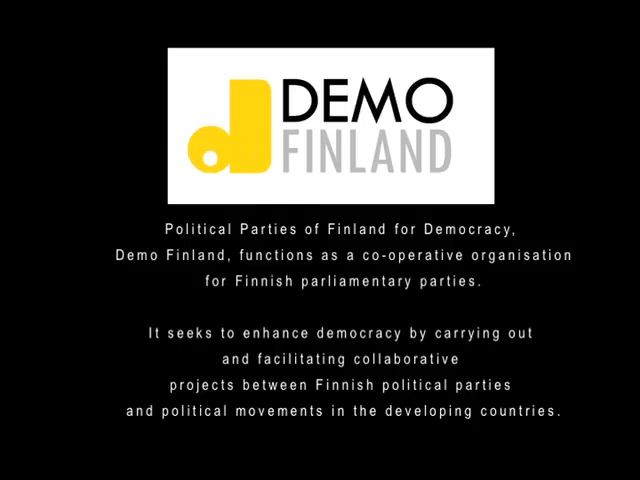 DEMO
FINLAND
Political Parties of Finland for Democracy,
Demo Finland, functions as a co-operative organisation
for Finnish parliamentary parties.
It seeks to enhance democracy by carrying out
and facilitating collaborative
projects between Finnish political parties
and political movements in the developing countries.